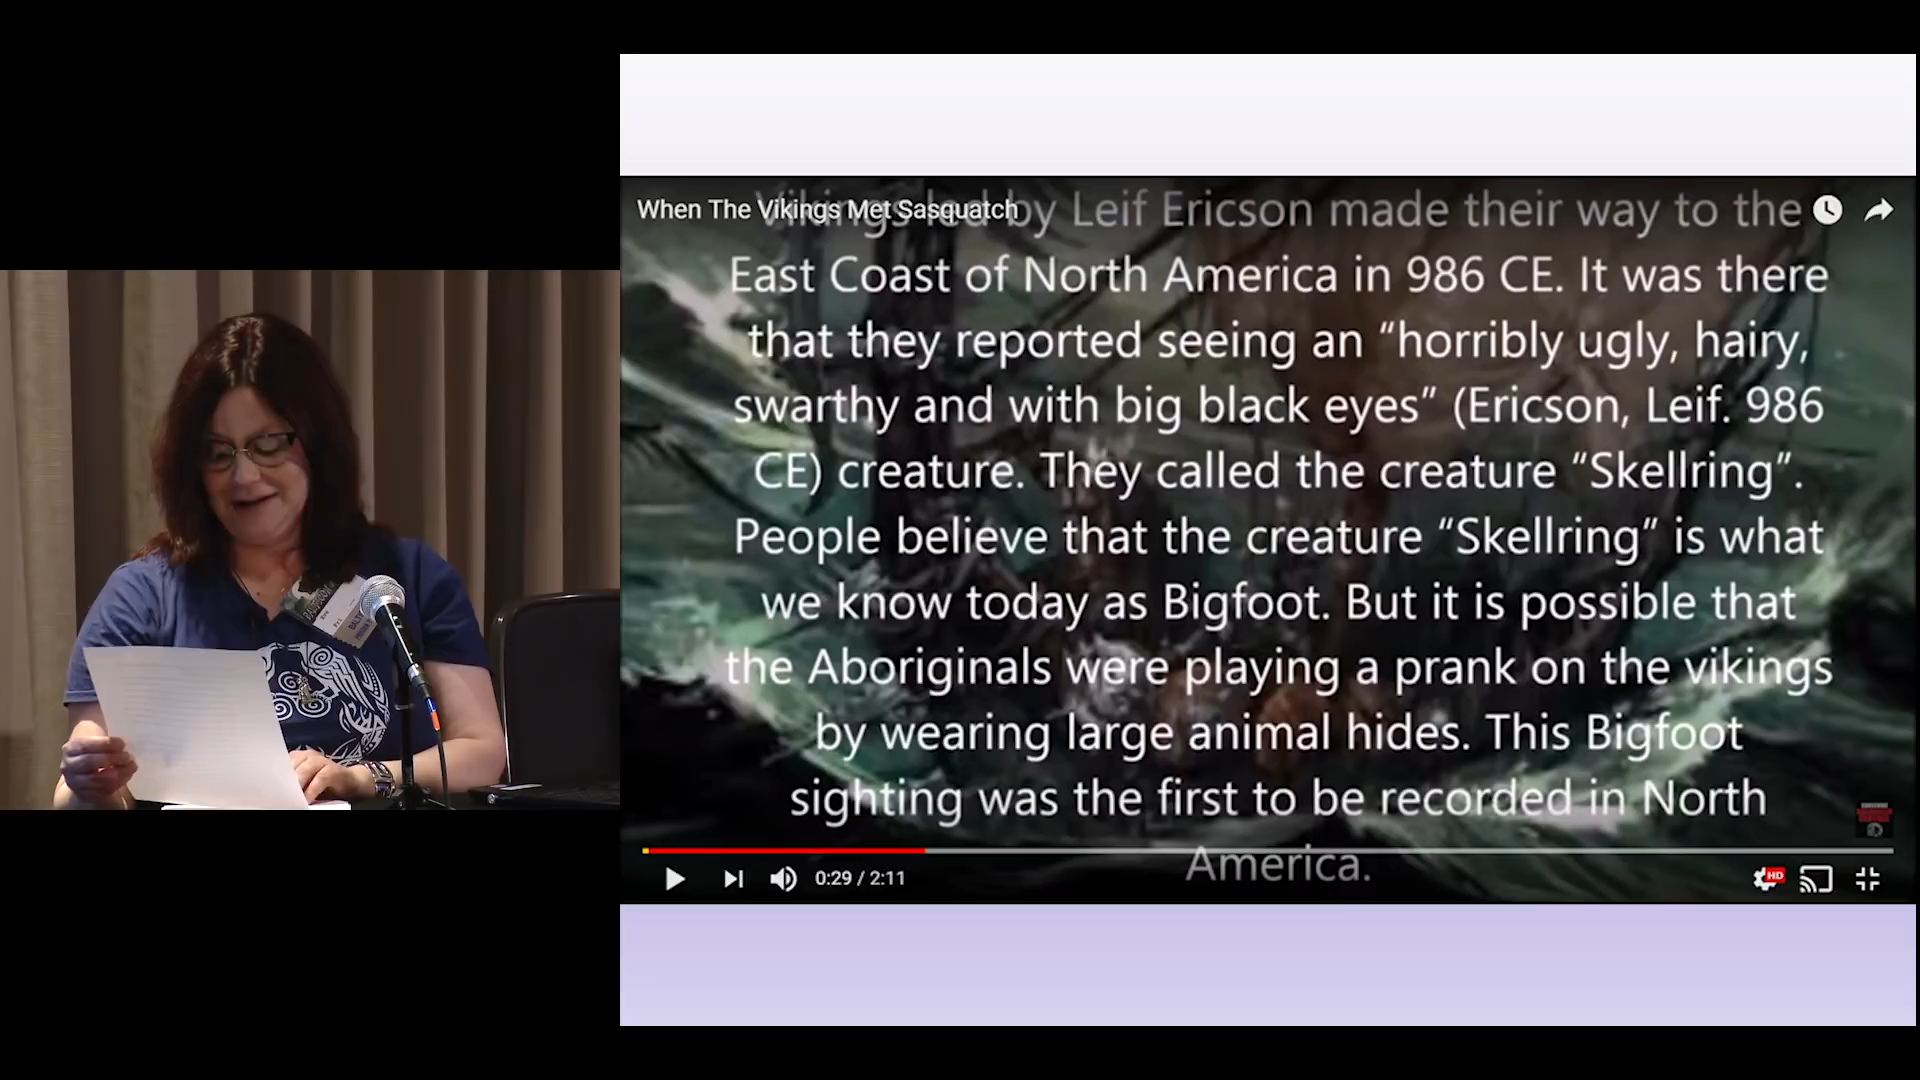 When The Vikings Met Sasquatch
Vikings led by Leif Ericson made their way to the
East Coast of North America in 986 CE. It was there
that they reported seeing an “horribly ugly, hairy,
swarthy and with big black eyes” (Ericson, Leif. 986
CE) creature. They called the creature “Skellring”.
People believe that the creature “Skellring” is what
we know today as Bigfoot. But it is possible that
the Aboriginals were playing a prank on the vikings
by wearing large animal hides. This Bigfoot
sighting was the first to be recorded in North
America.
0:29 / 2:11
HD